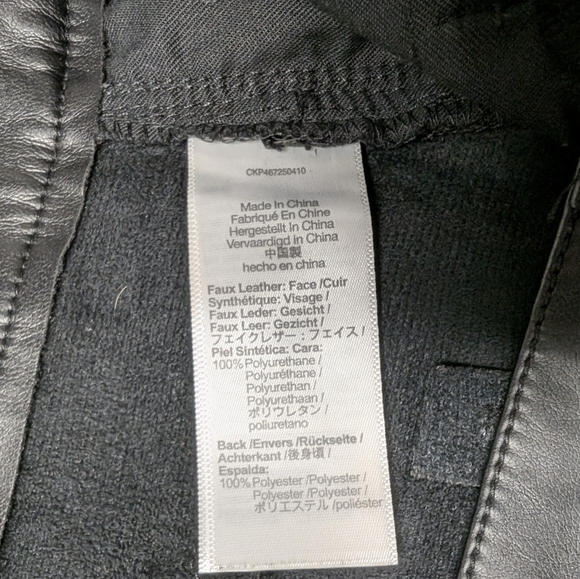 CKP467250410
Made In China
Fabriqué En Chine
Hergestellt In China
Vervaardigd In China
中国製
hecho en china
Faux Leather: Face /Cuir
Synthétique: Visage /
Faux Leder: Gesicht /
Faux Leer: Gezicht /
フェイクレザー：フェイス /
Piel Sintética: Cara:
100% Polyurethane /
Polyuréthane /
Polyurethan /
Polyurethaan /
ポリウレタン /
poliuretano
Back /Envers /Rückseite /
Achterkant /後身頃 /
Espalda:
100% Polyester /Polyester /
Polyester /Polyester /
ポリエステル /poliéster